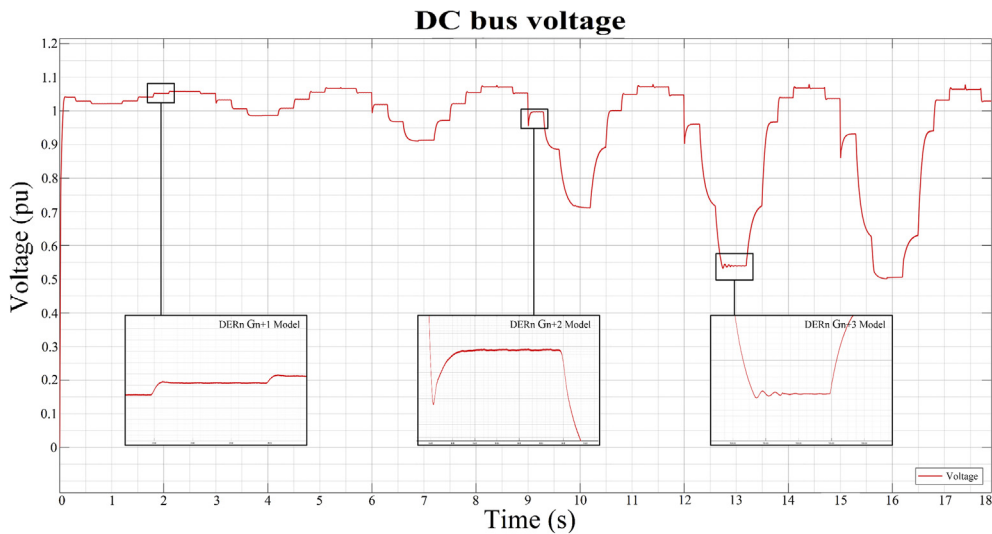 DC bus voltage
1.2
1.1
1
0.9
0.8
0.7
0.6
0.5
0.4
0.3
0.2
0.1
0
Voltage (pu)
DERn Gn+1 Model
DERn Gn+2 Model
DERn Gn+3 Model
Voltage
0 1 2 3 4 5 6 7 8 9 10 11 12 13 14 15 16 17 18
Time (s)